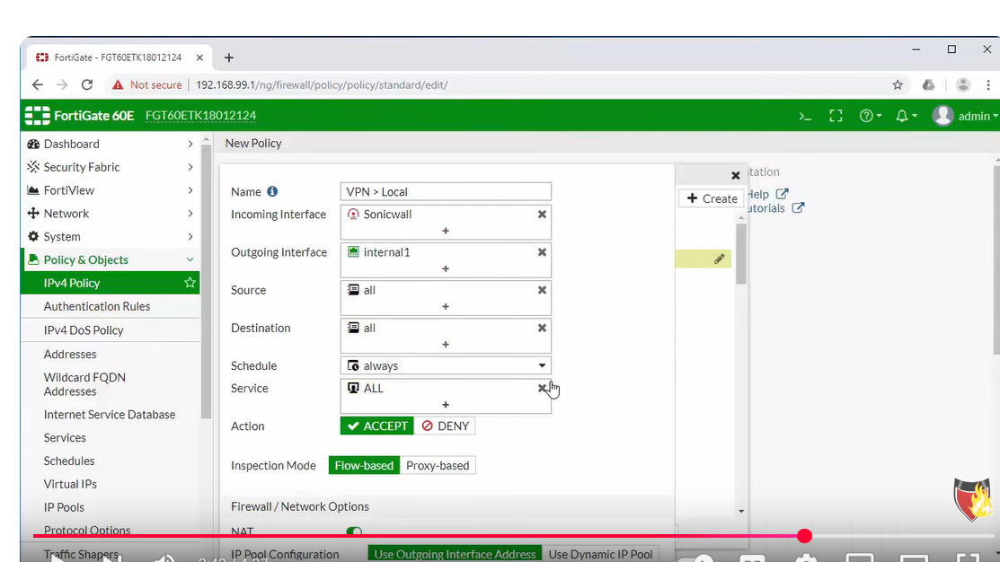 FortiGate - FGT60ETK18012124
Not secure
192.168.99.1/ng/firewall/policy/policy/standard/edit/
FortiGate 60E
FGT60ETK18012124
admin
Dashboard
Security Fabric
FortiView
Network
System
Policy & Objects
IPv4 Policy
Authentication Rules
IPv4 DoS Policy
Addresses
Wildcard FQDN
Addresses
Internet Service Database
Services
Schedules
Virtual IPs
IP Pools
Protocol Options
Traffic Shapers
New Policy
Name
VPN > Local
Incoming Interface
Sonicwall
Outgoing Interface
internal1
Source
all
Destination
all
Schedule
always
Service
ALL
Action
ACCEPT
DENY
Inspection Mode
Flow-based
Proxy-based
Firewall / Network Options
NAT
IP Pool Configuration
Use Outgoing Interface Address
Use Dynamic IP Pool
Create
tation
Help
utorials